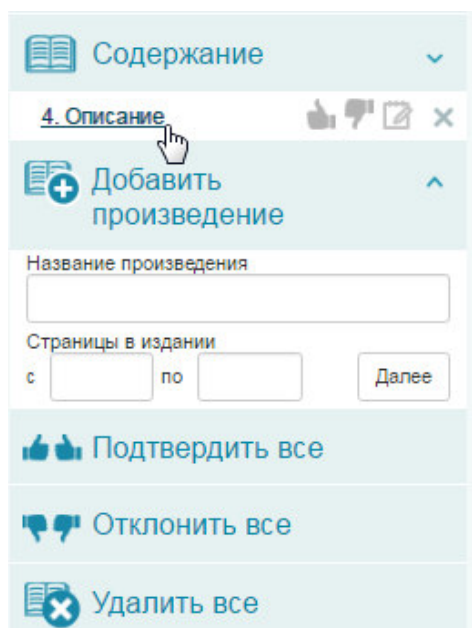 Содержание
4. Описание
Добавить
произведение
Название произведения
Страницы в издании
с по Далее
Подтвердить все
Отклонить все
Удалить все